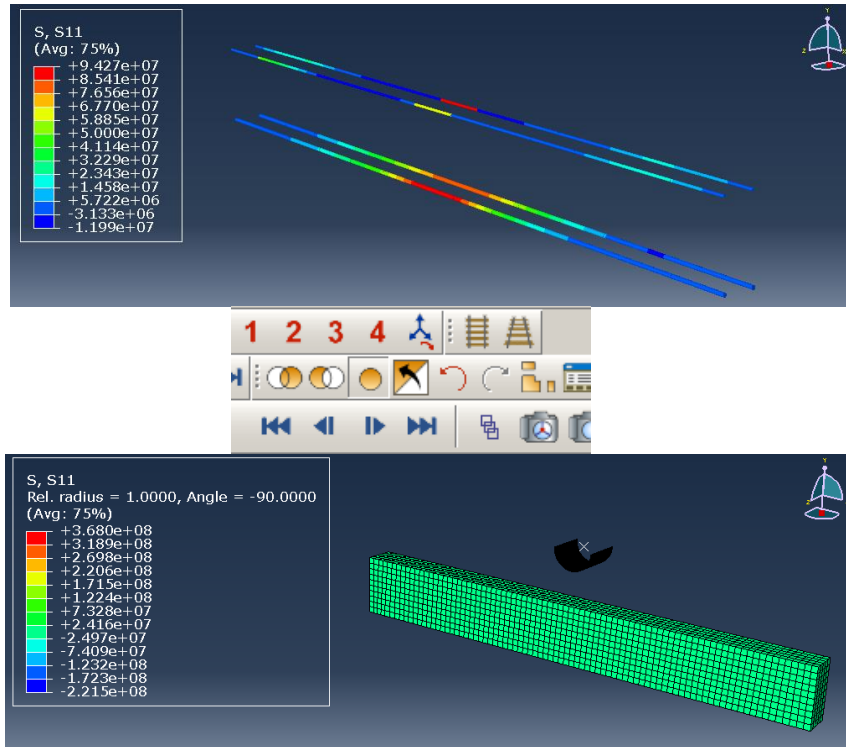 S, S11
(Avg: 75%)
+9.427e+07
+8.541e+07
+7.656e+07
+6.770e+07
+5.885e+07
+5.000e+07
+4.114e+07
+3.229e+07
+2.343e+07
+1.458e+07
+5.722e+06
-3.133e+06
-1.199e+07
Y
Z
X
1 2 3 4
S, S11
Rel. radius = 1.0000, Angle = -90.0000
(Avg: 75%)
+3.680e+08
+3.189e+08
+2.698e+08
+2.206e+08
+1.715e+08
+1.224e+08
+7.328e+07
+2.416e+07
-2.497e+07
-7.409e+07
-1.232e+08
-1.723e+08
-2.215e+08
Y
Z